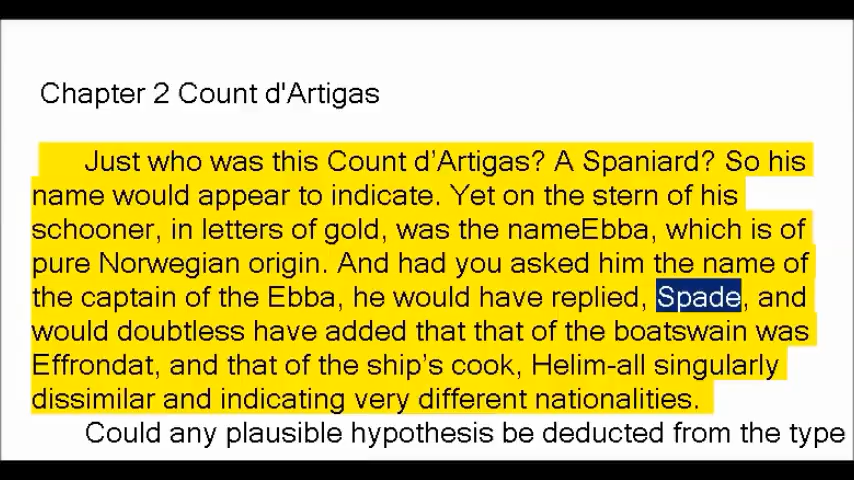 Chapter 2 Count d'Artigas
Just who was this Count d’Artigas? A Spaniard? So his
name would appear to indicate. Yet on the stern of his
schooner, in letters of gold, was the nameEbba, which is of
pure Norwegian origin. And had you asked him the name of
the captain of the Ebba, he would have replied, Spade, and
would doubtless have added that that of the boatswain was
Effrondat, and that of the ship’s cook, Helim-all singularly
dissimilar and indicating very different nationalities.
Could any plausible hypothesis be deducted from the type